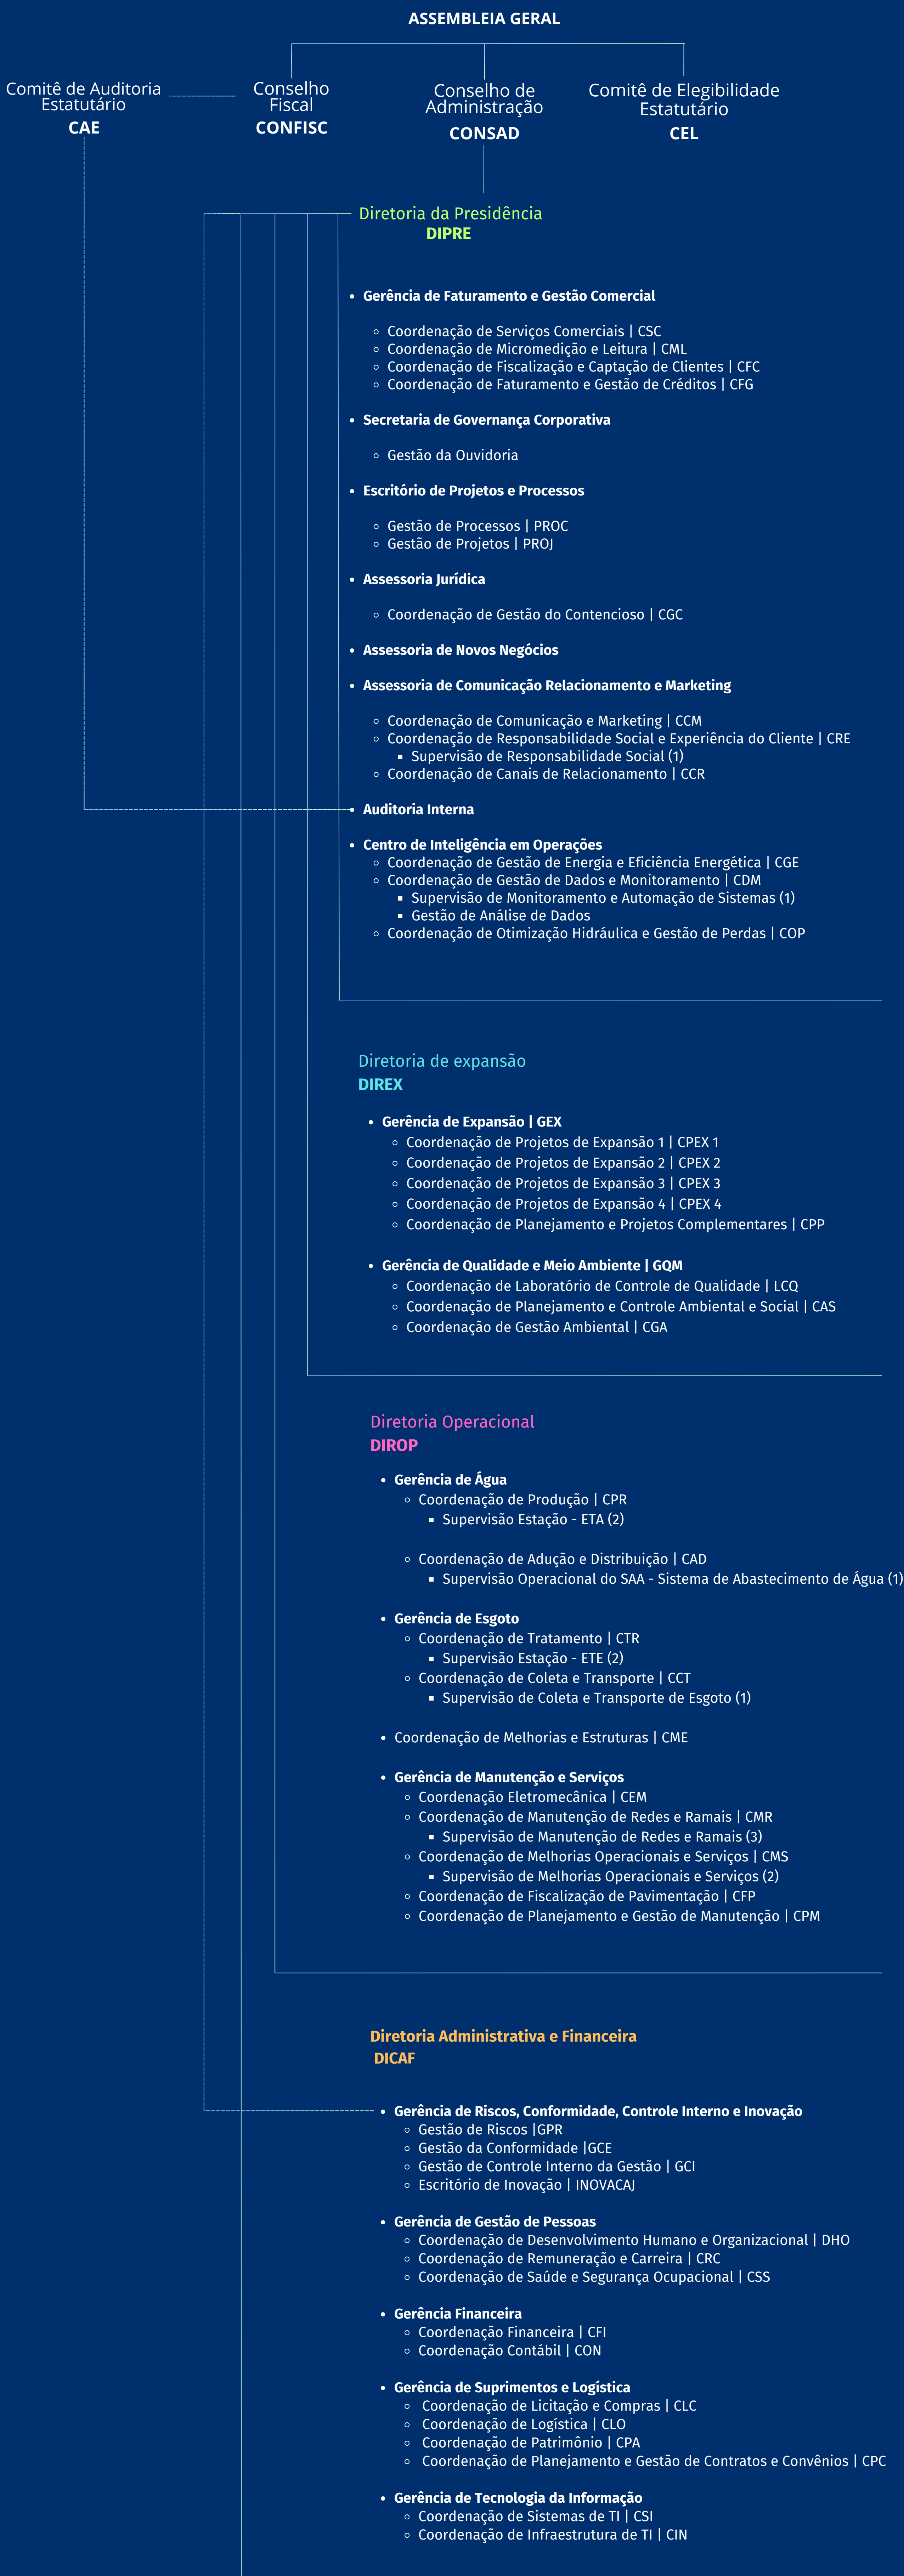 ASSEMBLEIA GERAL
Comitê de Auditoria
Estatutário
CAE
Conselho
Fiscal
CONFISC
Conselho de
Administração
CONSAD
Comitê de Elegibilidade
Estatutário
CEL
Diretoria da Presidência
DIPRE
Gerência de Faturamento e Gestão Comercial
Coordenação de Serviços Comerciais | CSC
Coordenação de Micromedição e Leitura | CML
Coordenação de Fiscalização e Captação de Clientes | CFC
Coordenação de Faturamento e Gestão de Créditos | CFG
Secretaria de Governança Corporativa
Gestão da Ouvidoria
Escritório de Projetos e Processos
Gestão de Processos | PROC
Gestão de Projetos | PROJ
Assessoria Jurídica
Coordenação de Gestão do Contencioso | CGC
Assessoria de Novos Negócios
Assessoria de Comunicação Relacionamento e Marketing
Coordenação de Comunicação e Marketing | CCM
Coordenação de Responsabilidade Social e Experiência do Cliente | CRE
Supervisão de Responsabilidade Social (1)
Coordenação de Canais de Relacionamento | CCR
Auditoria Interna
Centro de Inteligência em Operações
Coordenação de Gestão de Energia e Eficiência Energética | CGE
Coordenação de Gestão de Dados e Monitoramento | CDM
Supervisão de Monitoramento e Automação de Sistemas (1)
Gestão de Análise de Dados
Coordenação de Otimização Hidráulica e Gestão de Perdas | COP
Diretoria de expansão
DIREX
Gerência de Expansão | GEX
Coordenação de Projetos de Expansão 1 | CPEX 1
Coordenação de Projetos de Expansão 2 | CPEX 2
Coordenação de Projetos de Expansão 3 | CPEX 3
Coordenação de Projetos de Expansão 4 | CPEX 4
Coordenação de Planejamento e Projetos Complementares | CPP
Gerência de Qualidade e Meio Ambiente | GQM
Coordenação de Laboratório de Controle de Qualidade | LCQ
Coordenação de Planejamento e Controle Ambiental e Social | CAS
Coordenação de Gestão Ambiental | CGA
Diretoria Operacional
DIROP
Gerência de Água
Coordenação de Produção | CPR
Supervisão Estação - ETA (2)
Coordenação de Adução e Distribuição | CAD
Supervisão Operacional do SAA - Sistema de Abastecimento de Água (1)
Gerência de Esgoto
Coordenação de Tratamento | CTR
Supervisão Estação - ETE (2)
Coordenação de Coleta e Transporte | CCT
Supervisão de Coleta e Transporte de Esgoto (1)
Coordenação de Melhorias e Estruturas | CME
Gerência de Manutenção e Serviços
Coordenação Eletromecânica | CEM
Coordenação de Manutenção de Redes e Ramais | CMR
Supervisão de Manutenção de Redes e Ramais (3)
Coordenação de Melhorias Operacionais e Serviços | CMS
Supervisão de Melhorias Operacionais e Serviços (2)
Coordenação de Fiscalização de Pavimentação | CFP
Coordenação de Planejamento e Gestão de Manutenção | CPM
Diretoria Administrativa e Financeira
DICAF
Gerência de Riscos, Conformidade, Controle Interno e Inovação
Gestão de Riscos |GPR
Gestão da Conformidade |GCE
Gestão de Controle Interno da Gestão | GCI
Escritório de Inovação | INOVACAJ
Gerência de Gestão de Pessoas
Coordenação de Desenvolvimento Humano e Organizacional | DHO
Coordenação de Remuneração e Carreira | CRC
Coordenação de Saúde e Segurança Ocupacional | CSS
Gerência Financeira
Coordenação Financeira | CFI
Coordenação Contábil | CON
Gerência de Suprimentos e Logística
Coordenação de Licitação e Compras | CLC
Coordenação de Logística | CLO
Coordenação de Patrimônio | CPA
Coordenação de Planejamento e Gestão de Contratos e Convênios | CPC
Gerência de Tecnologia da Informação
Coordenação de Sistemas de TI | CSI
Coordenação de Infraestrutura de TI | CIN